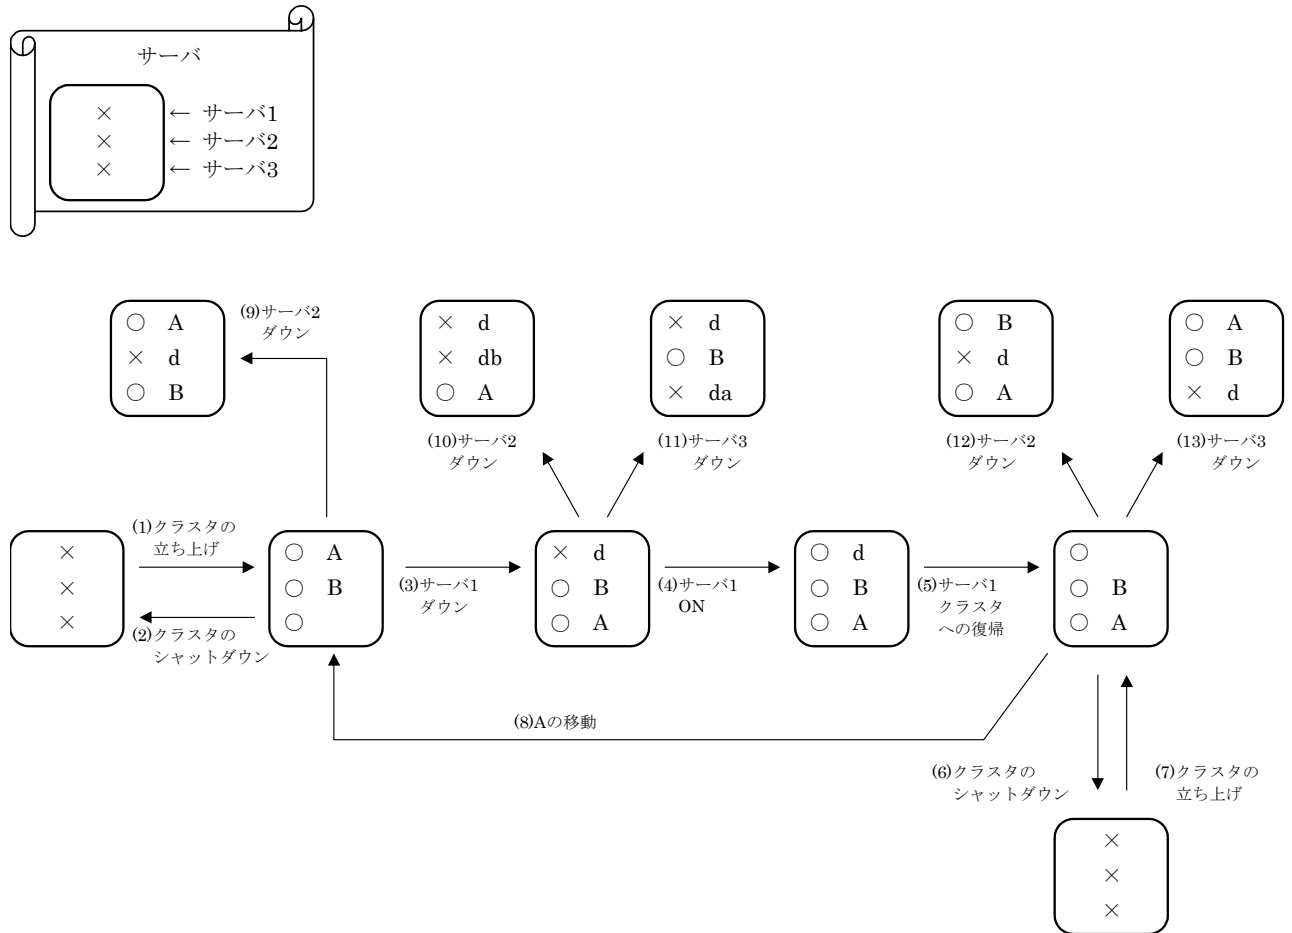 サーバ
× ← サーバ1
× ← サーバ2
× ← サーバ3
○ A
× d
○ B
(9)サーバ2
ダウン
× d
× db
○ A
× d
○ B
× da
○ B
× d
○ A
○ A
○ B
× d
(10)サーバ2
ダウン
(11)サーバ3
ダウン
(12)サーバ2
ダウン
(13)サーバ3
ダウン
×
×
×
(1)クラスタの
立ち上げ
(2)クラスタの
シャットダウン
○ A
○ B
○
(3)サーバ1
ダウン
× d
○ B
○ A
(4)サーバ1
ON
○ d
○ B
○ A
(5)サーバ1
クラスタ
への復帰
○
○ B
○ A
(8)Aの移動
(6)クラスタの
シャットダウン
(7)クラスタの
立ち上げ
×
×
×